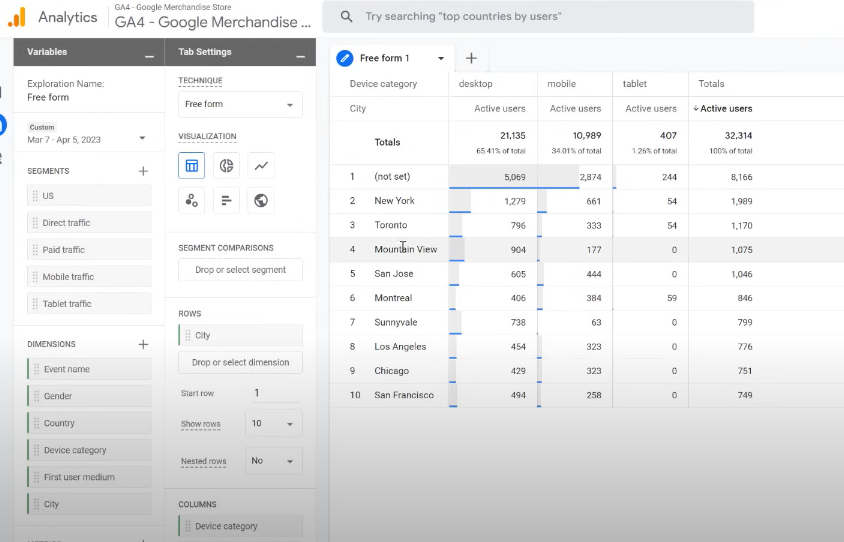 Analytics
GA4 - Google Merchandise Store
GA4 - Google Merchandise ...
Try searching "top countries by users"
Variables
Exploration Name:
Free form
Custom
Mar 7 - Apr 5, 2023
SEGMENTS
US
Direct traffic
Paid traffic
Mobile traffic
Tablet traffic
DIMENSIONS
Event name
Gender
Country
Device category
First user medium
City
Tab Settings
TECHNIQUE
Free form
VISUALIZATION
SEGMENT COMPARISONS
Drop or select segment
ROWS
City
Drop or select dimension
Start row 1
Show rows 10
Nested rows No
COLUMNS
Device category
Free form 1
Device category desktop mobile tablet Totals
City Active users Active users Active users Active users
Totals 21,135 10,989 407 32,314
65.41% of total 34.01% of total 1.26% of total 100% of total
1 (not set) 5,069 2,874 244 8,166
2 New York 1,279 661 54 1,989
3 Toronto 796 333 54 1,170
4 Mountain View 904 177 0 1,075
5 San Jose 605 444 0 1,046
6 Montreal 406 384 59 846
7 Sunnyvale 738 63 0 799
8 Los Angeles 454 323 0 776
9 Chicago 429 323 0 751
10 San Francisco 494 258 0 749